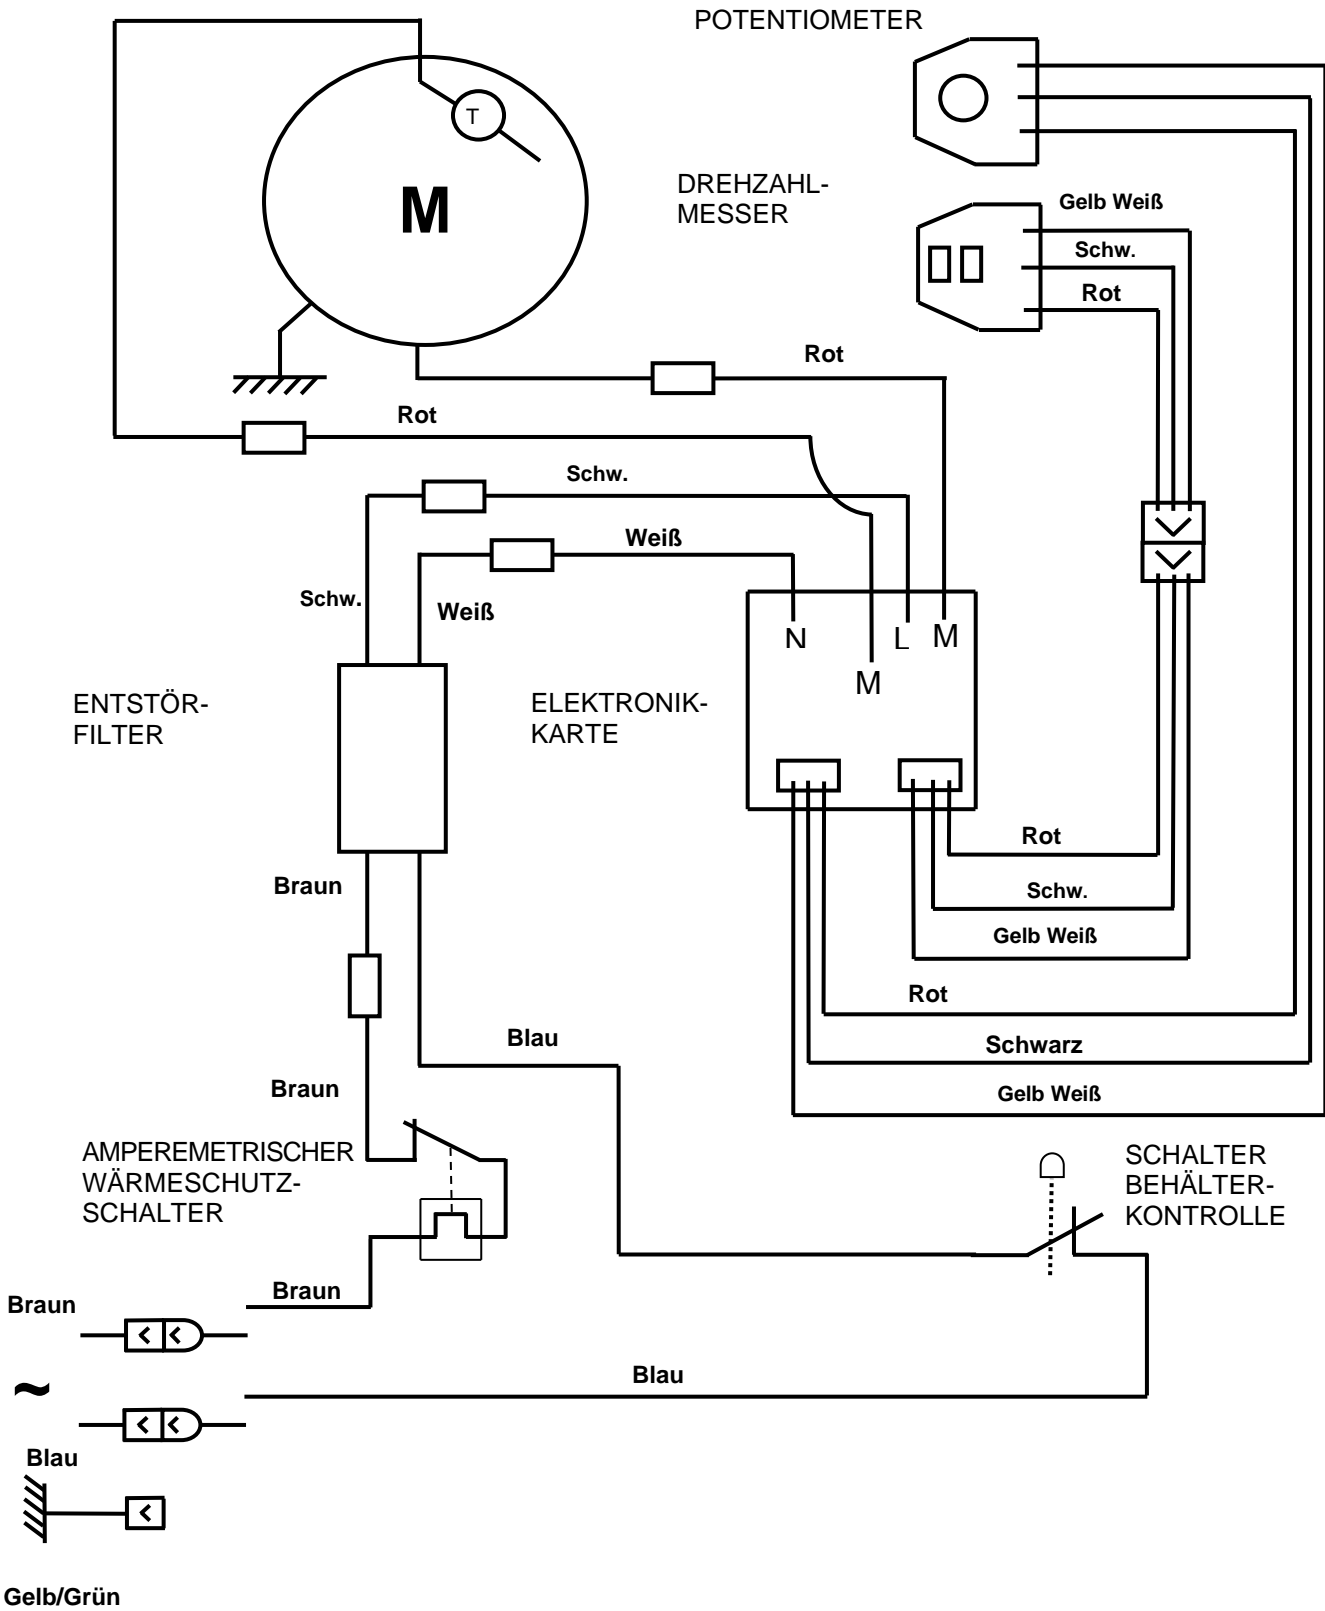 POTENTIOMETER
T
M
DREHZAHL-
MESSER
Gelb Weiß
Schw.
Rot
Rot
Rot
Schw.
Weiß
Schw.
Weiß
N
L
M
M
ENTSTÖR-
FILTER
ELEKTRONIK-
KARTE
Rot
Braun
Schw.
Gelb Weiß
Rot
Blau
Schwarz
Braun
Gelb Weiß
AMPEREMETRISCHER
WÄRMESCHUTZ-
SCHALTER
SCHALTER
BEHÄLTER-
KONTROLLE
Braun
Braun
~
Blau
Blau
Gelb/Grün